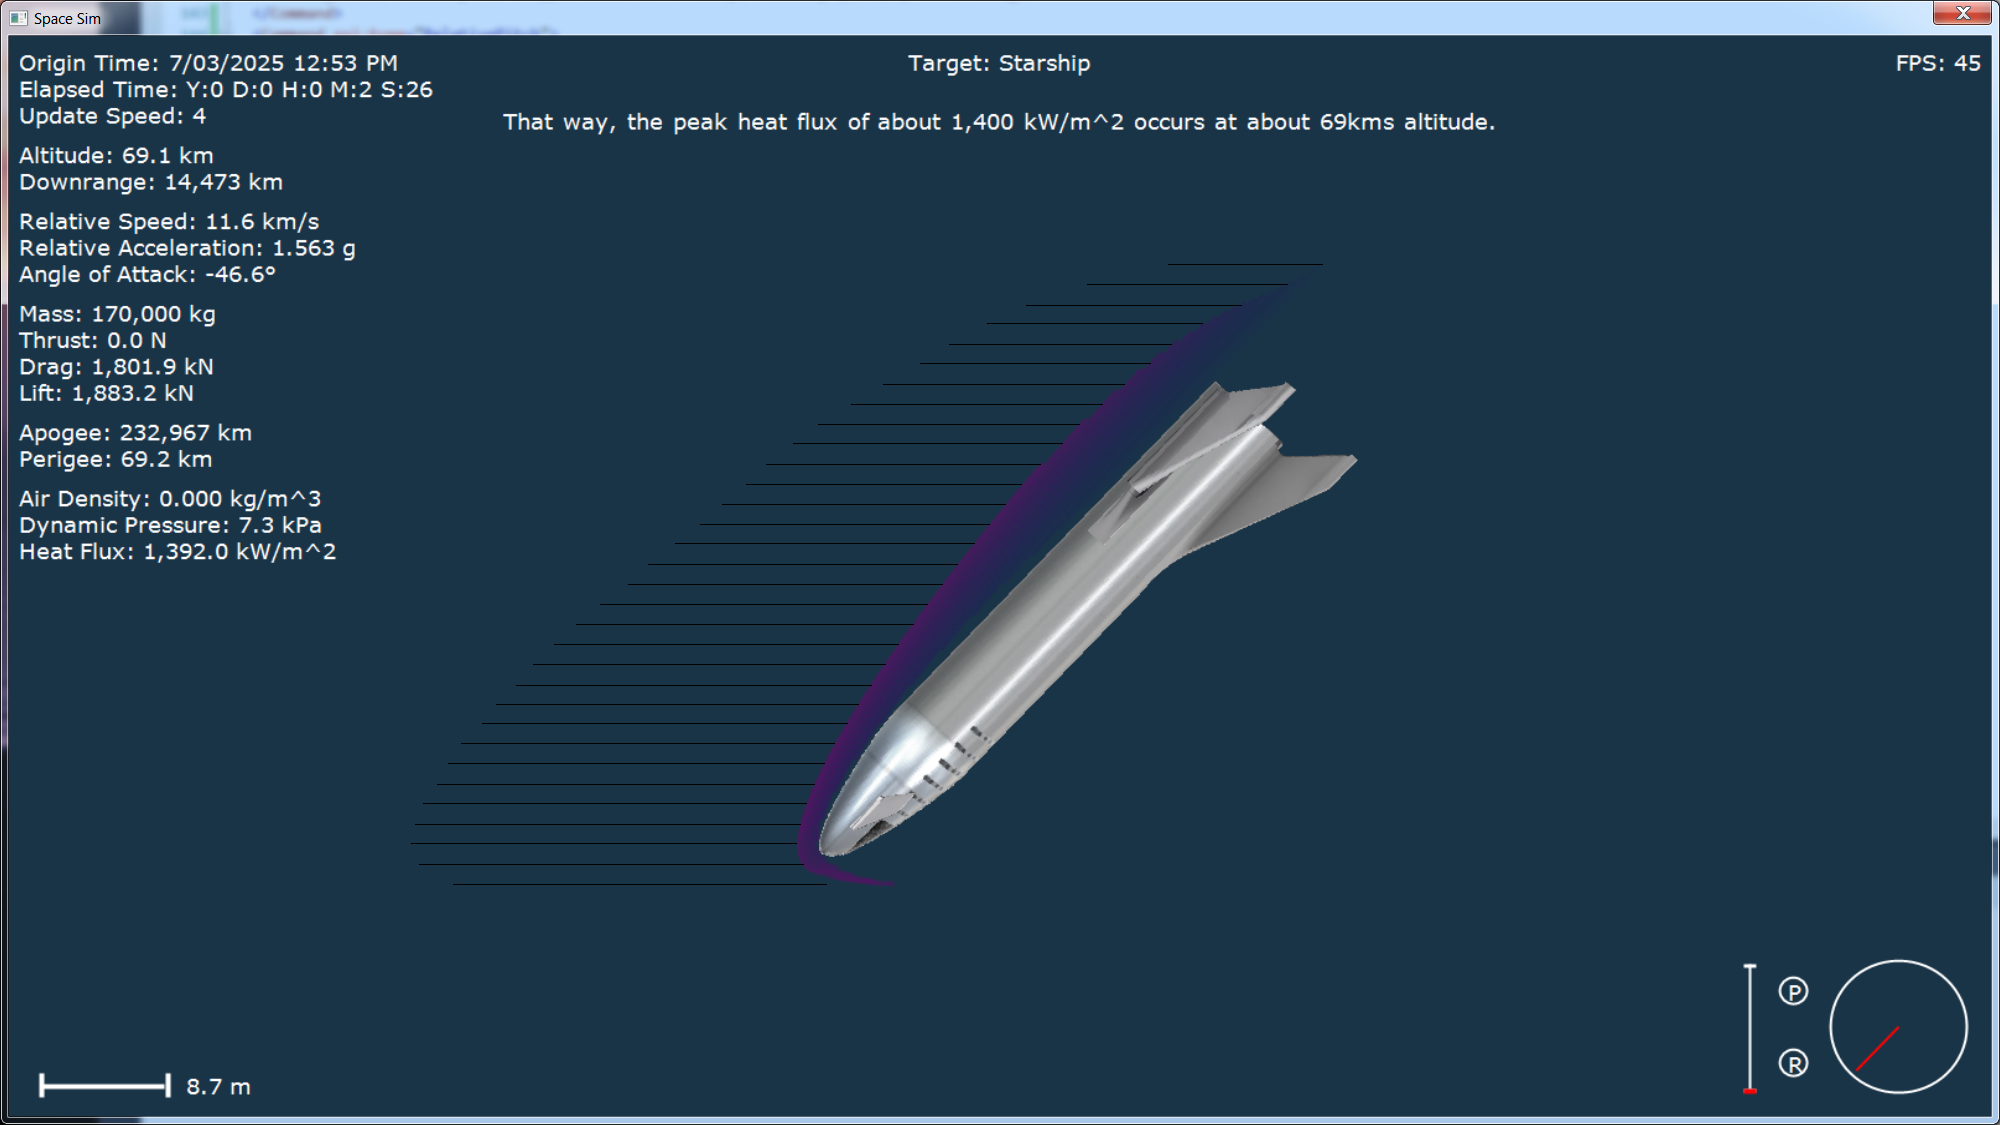 Space Sim
Origin Time: 7/03/2025 12:53 PM
Target: Starship
FPS: 45
Elapsed Time: Y:0 D:0 H:0 M:2 S:26
Update Speed: 4
That way, the peak heat flux of about 1,400 kW/m^2 occurs at about 69kms altitude.
Altitude: 69.1 km
Downrange: 14,473 km
Relative Speed: 11.6 km/s
Relative Acceleration: 1.563 g
Angle of Attack: -46.6°
Mass: 170,000 kg
Thrust: 0.0 N
Drag: 1,801.9 kN
Lift: 1,883.2 kN
Apogee: 232,967 km
Perigee: 69.2 km
Air Density: 0.000 kg/m^3
Dynamic Pressure: 7.3 kPa
Heat Flux: 1,392.0 kW/m^2
P
R
8.7 m